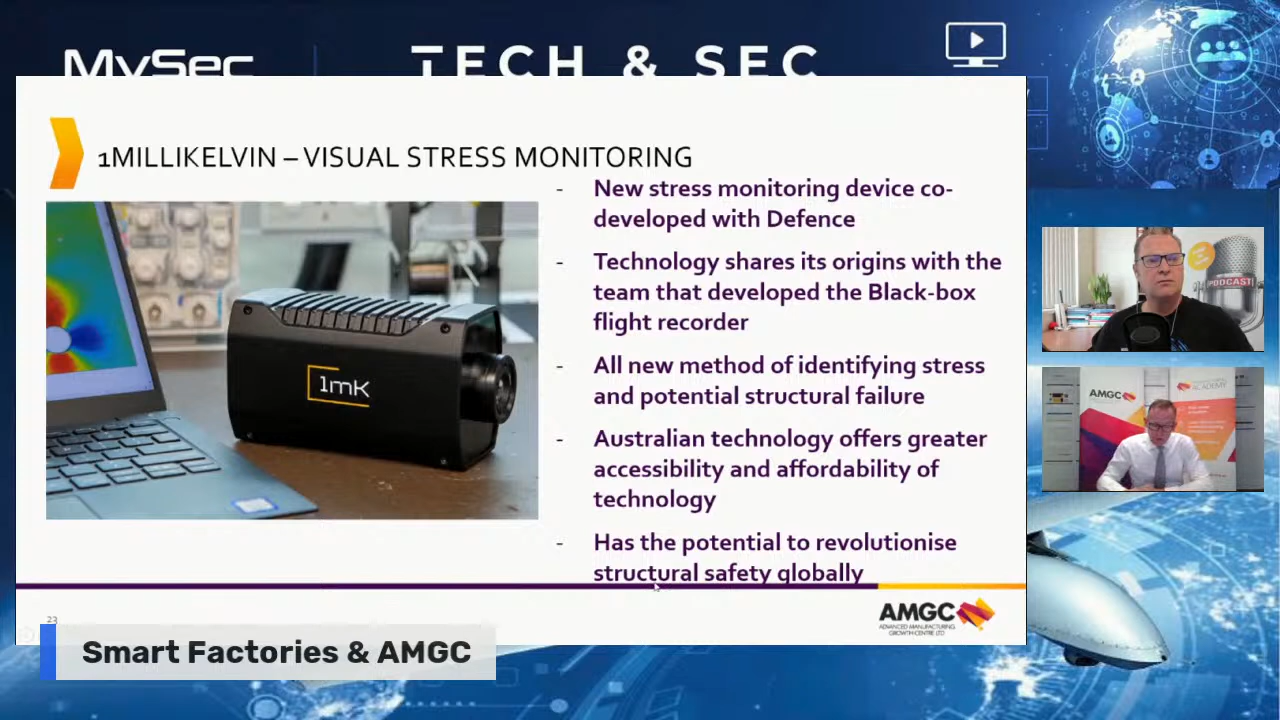 MySec
TECH & SEC
1MILLIKELVIN – VISUAL STRESS MONITORING
- New stress monitoring device co-
developed with Defence
- Technology shares its origins with the
team that developed the Black-box
flight recorder
- All new method of identifying stress
and potential structural failure
- Australian technology offers greater
accessibility and affordability of
technology
- Has the potential to revolutionise
structural safety globally
1mK
PODCAST
AMGC
ACADEMY
23
AMGC
ADVANCED MANUFACTURING
GROWTH CENTRE LTD
Smart Factories & AMGC